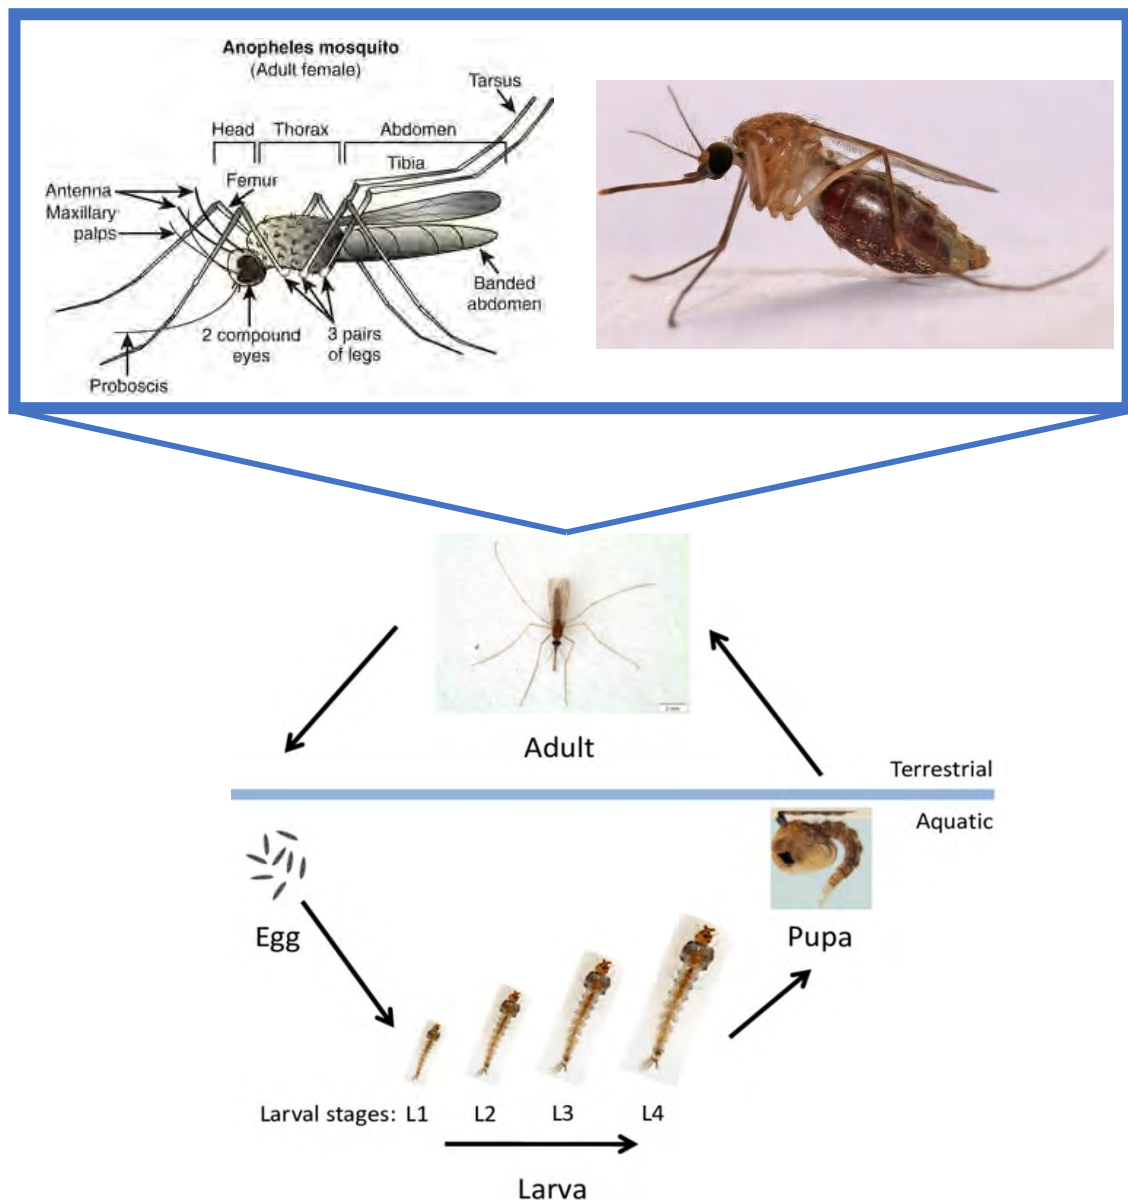 Anopheles mosquito
(Adult female)
Tarsus
Head
Thorax
Abdomen
Tibia
Femur
Antenna
Maxillary
palps
Banded
abdomen
2 compound
eyes
3 pairs
of legs
Proboscis
Adult
Terrestrial
Aquatic
Egg
Pupa
Larval stages: L1 L2 L3 L4
Larva